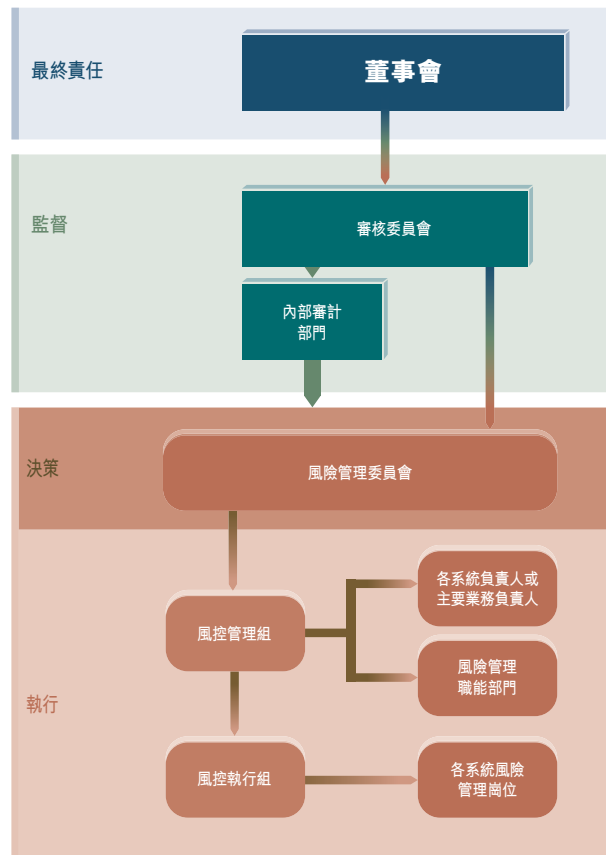 最終責任
董事會
監督
審核委員會
內部審計
部門
決策
風險管理委員會
執行
風控管理組
各系統負責人或
主要業務負責人
風險管理
職能部門
風控執行組
各系統風險
管理崗位